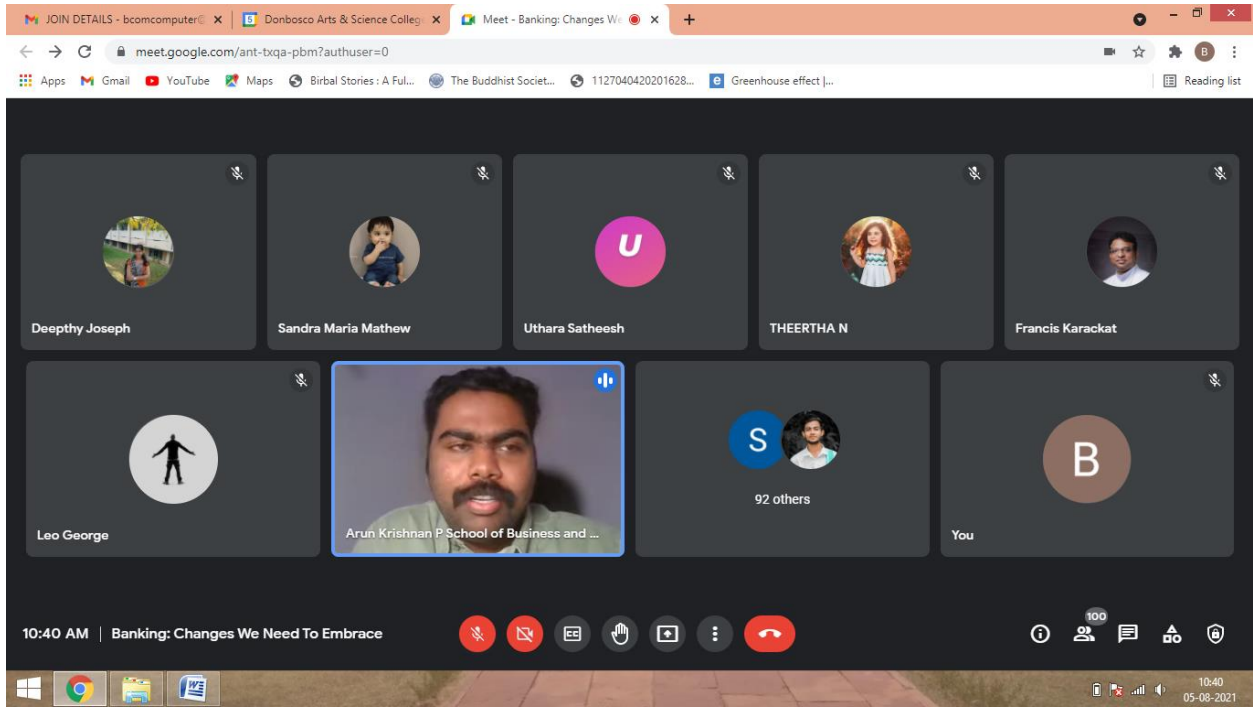 JOIN DETAILS - bcomcomputer@
5 Donbosco Arts & Science Colleg
Meet - Banking: Changes We
meet.google.com/ant-txqa-pbm?authuser=0
B
Apps Gmail YouTube Maps Birbal Stories : A Ful... The Buddhist Societ... 1127040420201628... e Greenhouse effect |... Reading list
U
Deepthy Joseph
Sandra Maria Mathew
Uthara Satheesh
THEERTHA N
Francis Karackat
S
B
92 others
Leo George
Arun Krishnan P School of Business and ...
You
100
10:40 AM | Banking: Changes We Need To Embrace
CC
W
10:40
05-08-2021